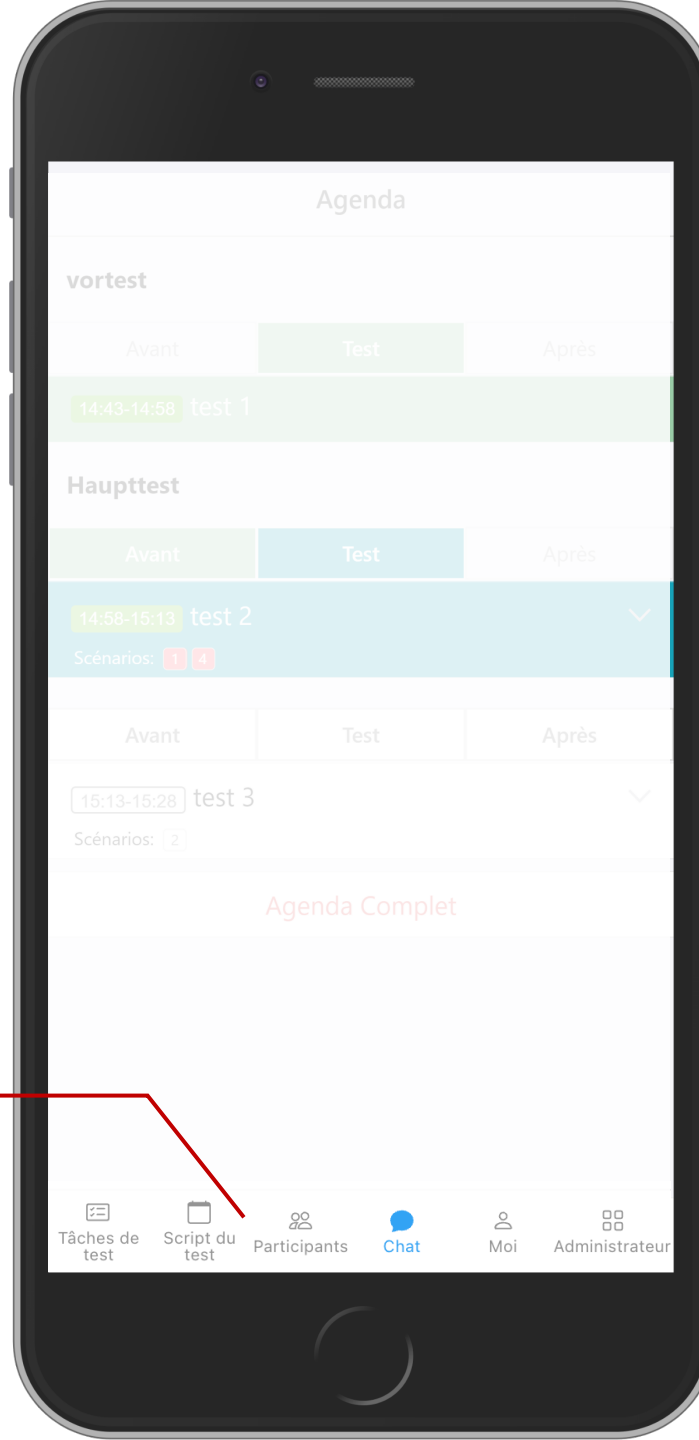 Agenda
vortest
Avant Test Après
14:43-14:58 test 1
Haupttest
Avant Test Après
14:58-15:13 test 2
Scénarios: 1 4
Avant Test Après
15:13-15:28 test 3
Scénarios: 2
Agenda Complet
Tâches de test
Script du test
Participants
Chat
Moi
Administrateur